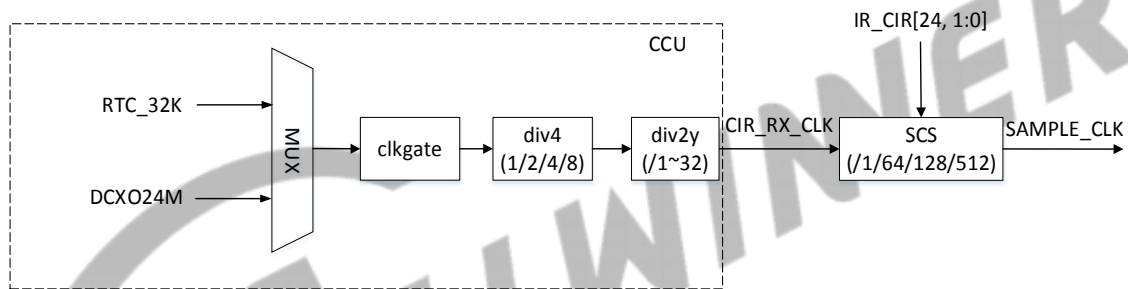 IR_CIR[24, 1:0]
CCU
RTC_32K
DCXO24M
MUX
clkgate
div4
(1/2/4/8)
div2y
(/1~32)
CIR_RX_CLK
SCS
(/1/64/128/512)
SAMPLE_CLK